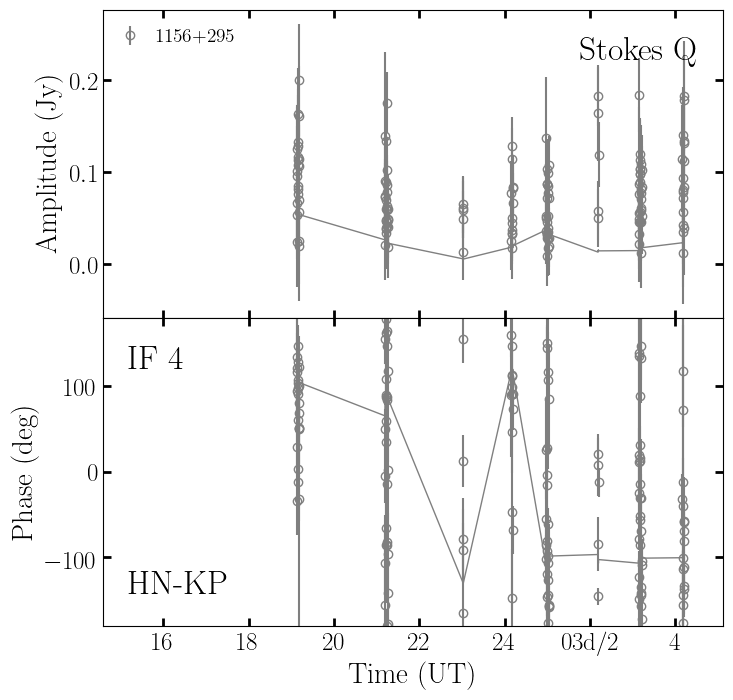 1156+295
Stokes Q
Amplitude (Jy)
0.2
0.1
0.0
IF 4
HN-KP
Phase (deg)
100
0
−100
16 18 20 22 24 03d/2 4
Time (UT)